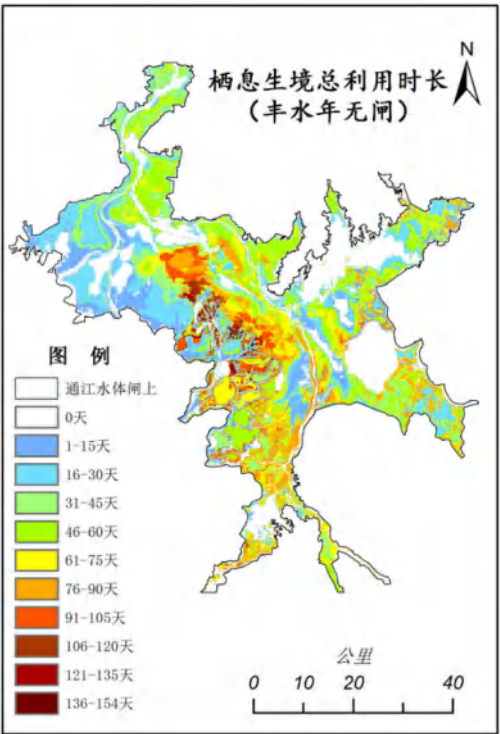 N
栖息生境总利用时长
（丰水年无闸）
图 例
通江水体闸上
0天
1-15天
16-30天
31-45天
46-60天
61-75天
76-90天
91-105天
106-120天
121-135天
136-154天
公里
0 10 20 40